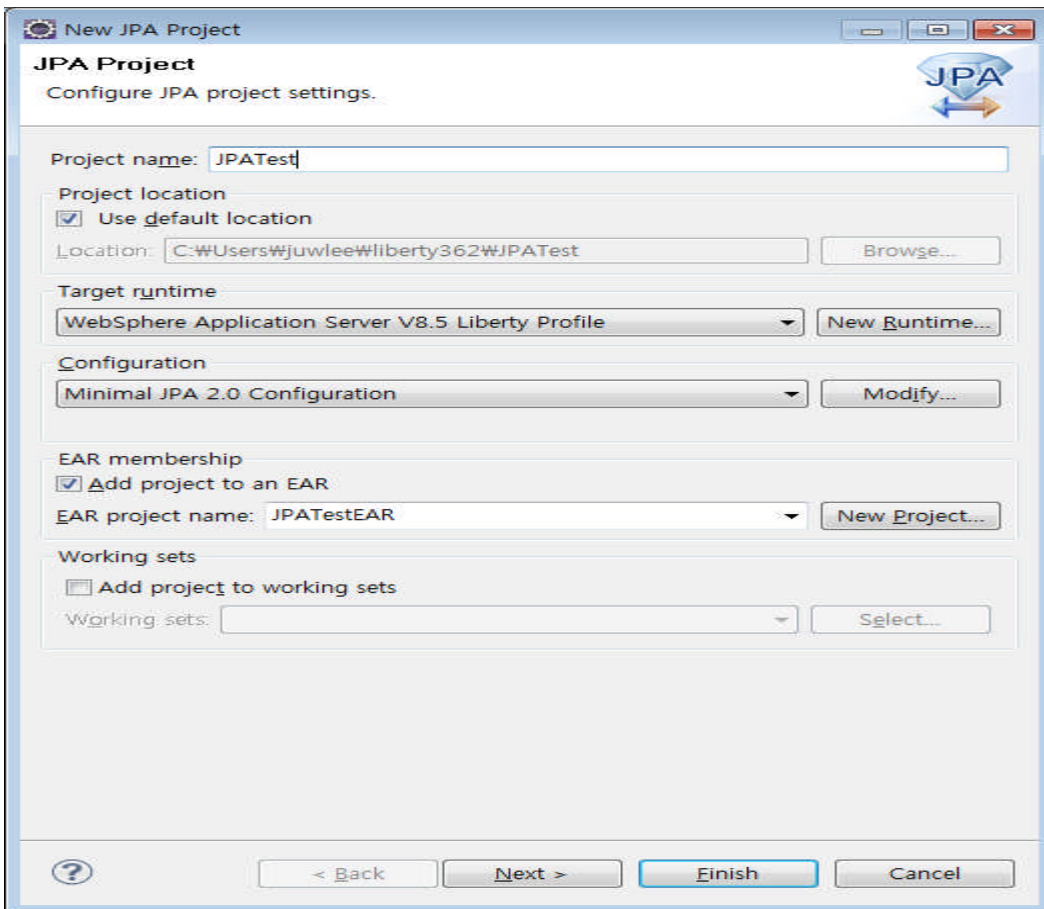 New JPA Project
JPA Project
Configure JPA project settings.
JPA
Project name: JPATest
Project location
Use default location
Location: C:₩Users₩juwlee₩liberty362₩JPATest Browse...
Target runtime
WebSphere Application Server V8.5 Liberty Profile New Runtime...
Configuration
Minimal JPA 2.0 Configuration Modify...
EAR membership
Add project to an EAR
EAR project name: JPATestEAR New Project...
Working sets
Add project to working sets
Working sets: Select...
? < Back Next > Finish Cancel